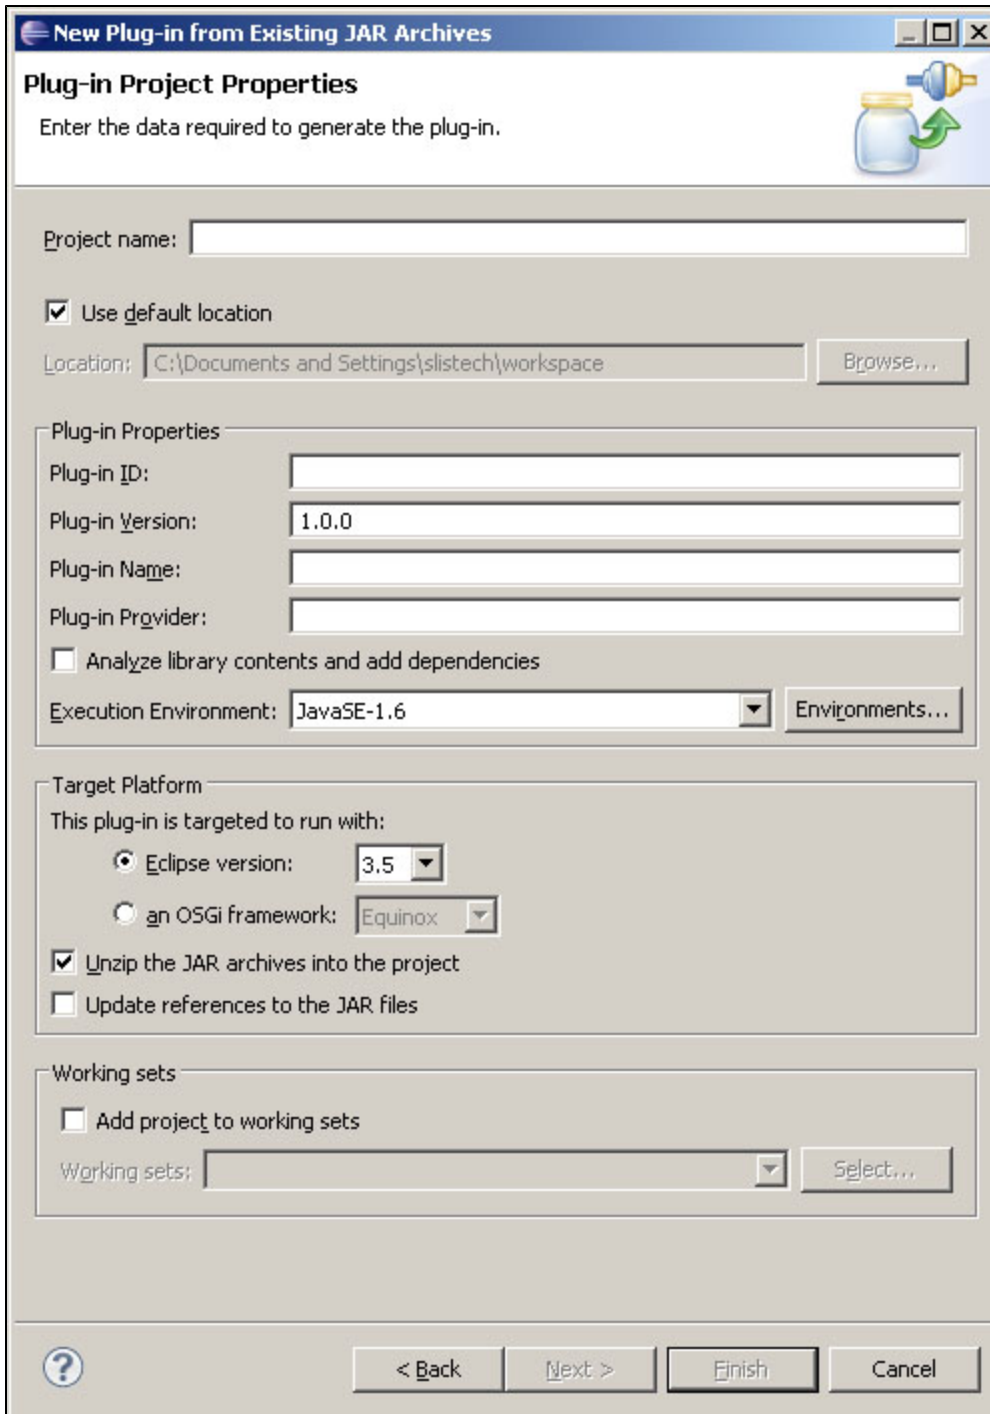 New Plug-in from Existing JAR Archives
Plug-in Project Properties
Enter the data required to generate the plug-in.
Project name:
Use default location
Location: C:\Documents and Settings\slistech\workspace Browse...
Plug-in Properties
Plug-in ID:
Plug-in Version: 1.0.0
Plug-in Name:
Plug-in Provider:
Analyze library contents and add dependencies
Execution Environment: JavaSE-1.6 Environments...
Target Platform
This plug-in is targeted to run with:
Eclipse version: 3.5
an OSGi framework: Equinox
Unzip the JAR archives into the project
Update references to the JAR files
Working sets
Add project to working sets
Working sets: Select...
? < Back Next > Finish Cancel